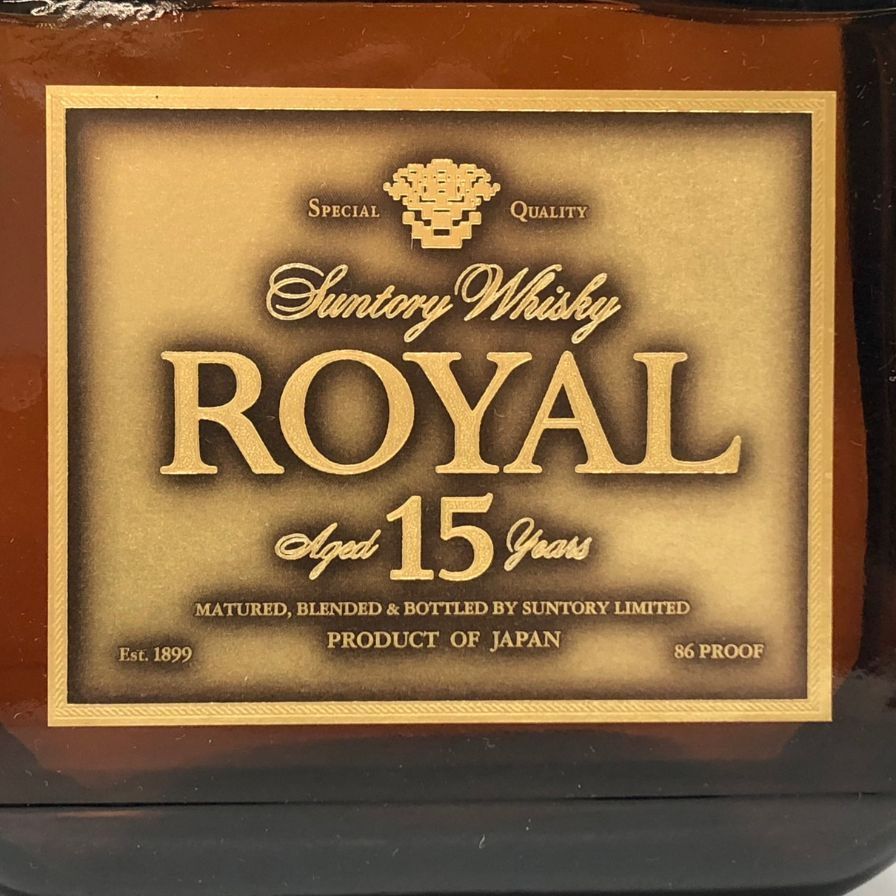 SPECIAL QUALITY
Suntory Whisky
ROYAL
Aged 15 Years
MATURED, BLENDED & BOTTLED BY SUNTORY LIMITED
PRODUCT OF JAPAN
Est. 1899 86 PROOF